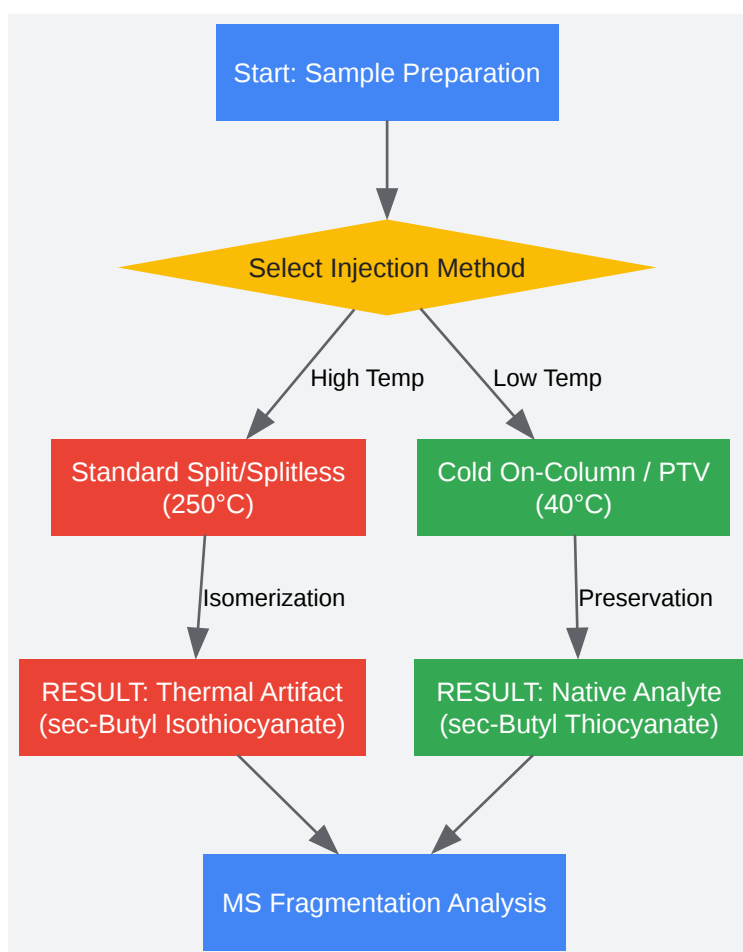 Start: Sample Preparation
Select Injection Method
High Temp
Low Temp
Standard Split/Splitless
(250°C)
Cold On-Column / PTV
(40°C)
Isomerization
Preservation
RESULT: Thermal Artifact
(sec-Butyl Isothiocyanate)
RESULT: Native Analyte
(sec-Butyl Thiocyanate)
MS Fragmentation Analysis